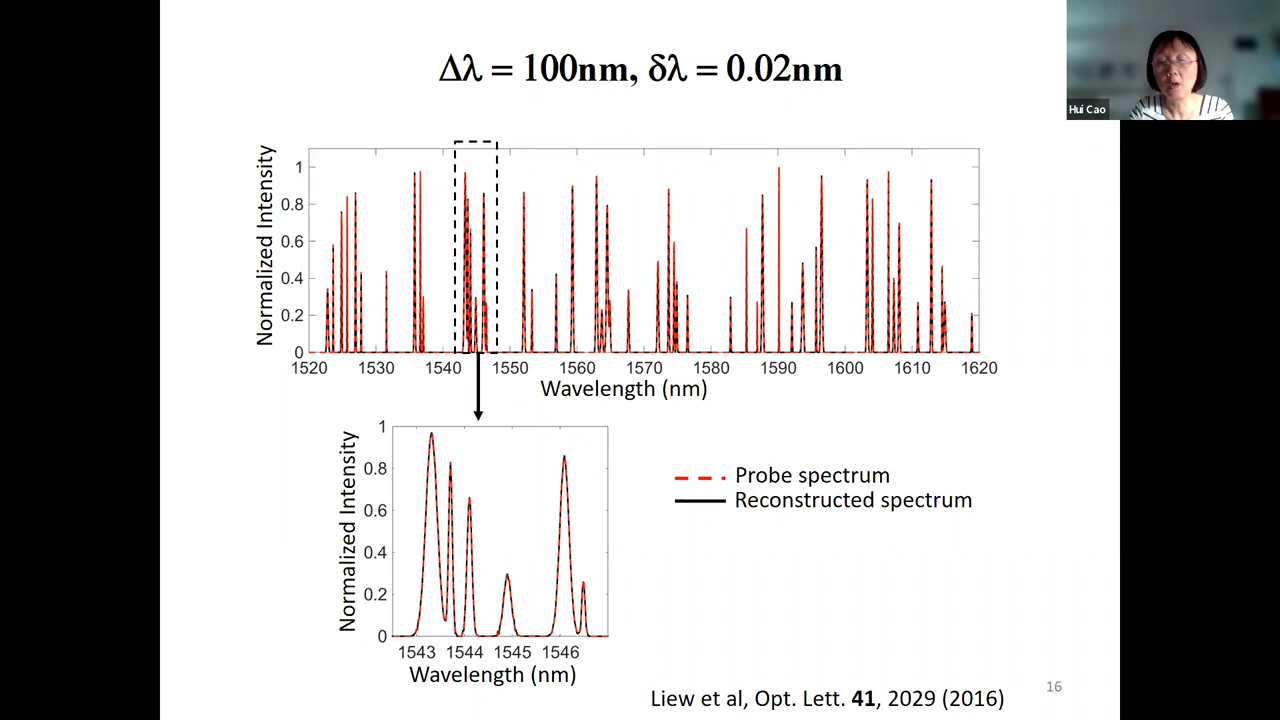 Δλ = 100nm, δλ = 0.02nm
Hui Cao
Normalized Intensity
1
0.8
0.6
0.4
0.2
0
1520 1530 1540 1550 1560 1570 1580 1590 1600 1610 1620
Wavelength (nm)
Normalized Intensity
1
0.8
0.6
0.4
0.2
0
1543 1544 1545 1546
Wavelength (nm)
Probe spectrum
Reconstructed spectrum
16
Liew et al, Opt. Lett. 41, 2029 (2016)